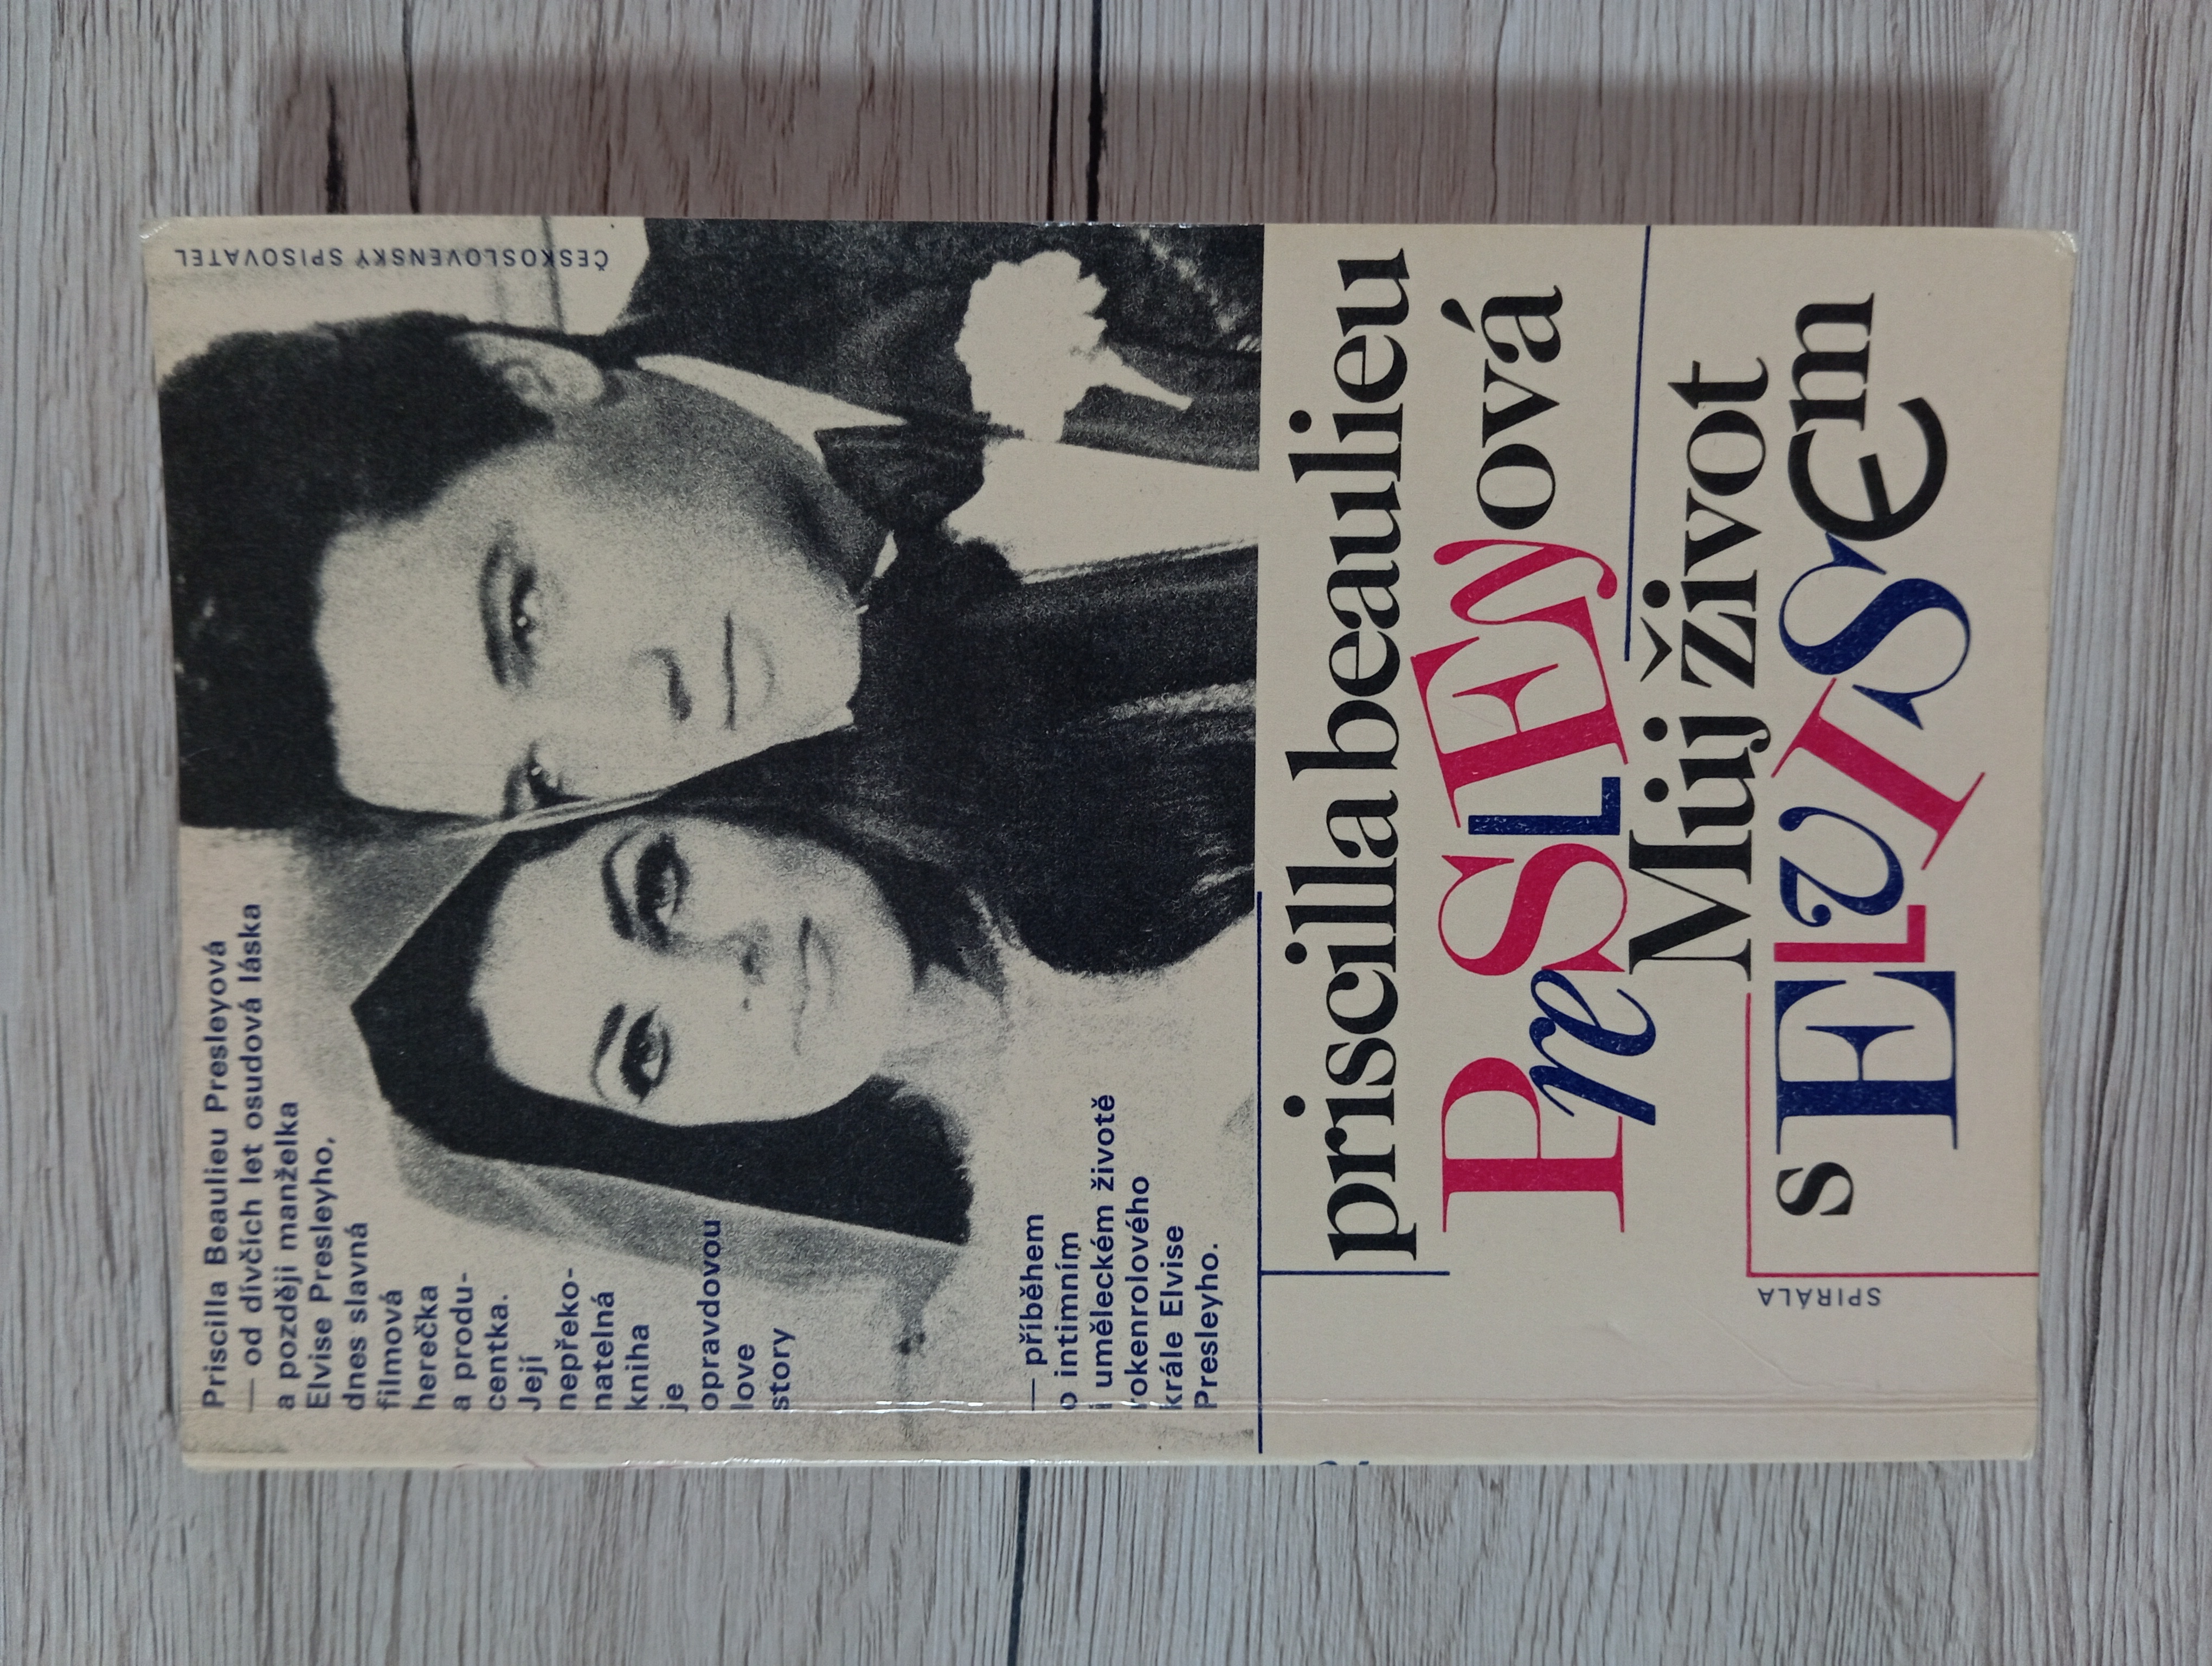 ČESKOSLOVENSKÝ SPISOVATEL
Priscilla Beaulieu Presleyová
— od dívčích let osudová láska
a později manželka
Elvise Presleyho,
dnes slavná
filmová
herečka
a produ-
centka.
Její
nepřeko-
natelná
kniha
je
opravdovou
love
story
— příběhem
o intimním
i uměleckém životě
rokenrolového
krále Elvise
Presleyho.
priscilla beaulieu
PReSLEyová
Můj život
s ELvISem
SPIRÁLA